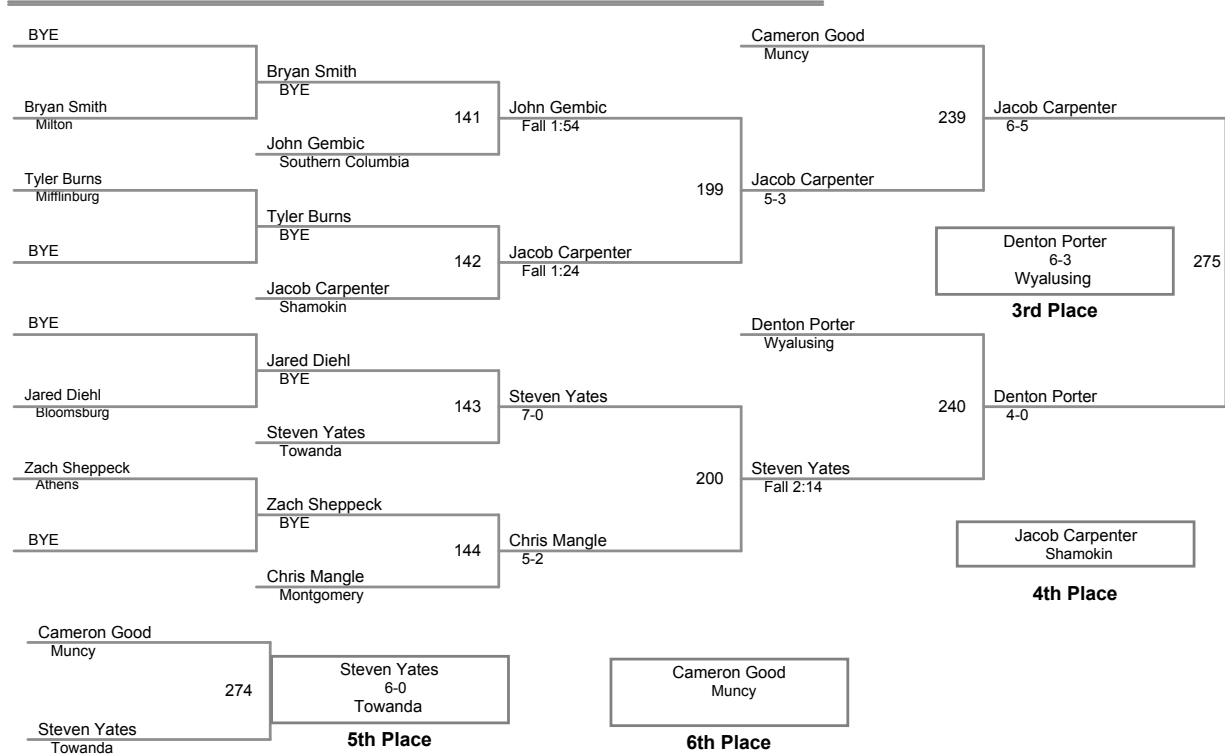 BYE
Bryan Smith
Milton
Tyler Burns
Mifflinburg
BYE
BYE
Jared Diehl
Bloomsburg
Zach Sheppeck
Athens
BYE
Bryan Smith
BYE
141
John Gembic
Southern Columbia
Tyler Burns
BYE
142
Jacob Carpenter
Shamokin
Jared Diehl
BYE
143
Steven Yates
Towanda
Zach Sheppeck
BYE
144
Chris Mangle
Montgomery
John Gembic
Fall 1:54
199
Jacob Carpenter
Fall 1:24
Steven Yates
7-0
200
Chris Mangle
5-2
Cameron Good
Muncy
239
Jacob Carpenter
5-3
Denton Porter
Wyalusing
240
Steven Yates
Fall 2:14
Jacob Carpenter
6-5
Denton Porter
6-3
Wyalusing
275
3rd Place
Denton Porter
4-0
Jacob Carpenter
Shamokin
4th Place
Cameron Good
Muncy
274
Steven Yates
Towanda
Steven Yates
6-0
Towanda
5th Place
Cameron Good
Muncy
6th Place